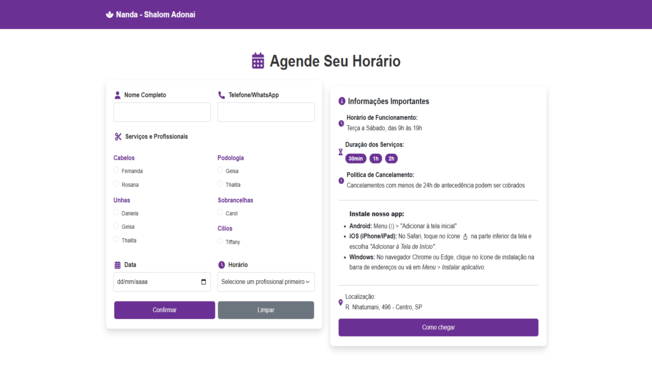 Nanda - Shalom Adonai
Agende Seu Horário
Nome Completo
Telefone/WhatsApp
Serviços e Profissionais
Cabelos
Fernanda
Rosana
Unhas
Daniela
Geisa
Thalita
Podologia
Geisa
Thalita
Sobrancelhas
Carol
Cílios
Tiffany
Data
Horário
dd/mm/aaaa
Selecione um profissional primeiro
Confirmar
Limpar
Informações Importantes
Horário de Funcionamento:
Terça a Sábado, das 9h às 19h
Duração dos Serviços:
30min 1h 2h
Política de Cancelamento:
Cancelamentos com menos de 24h de antecedência podem ser cobrados
Instale nosso app:
Android: Menu (⋮) > "Adicionar à tela inicial"
iOS (iPhone/iPad): No Safari, toque no ícone na parte inferior da tela e
escolha "Adicionar à Tela de Início".
Windows: No navegador Chrome ou Edge, clique no ícone de instalação na
barra de endereços ou vá em Menu > Instalar aplicativo.
Localização:
R. Nhatumani, 496 - Centro, SP
Como chegar